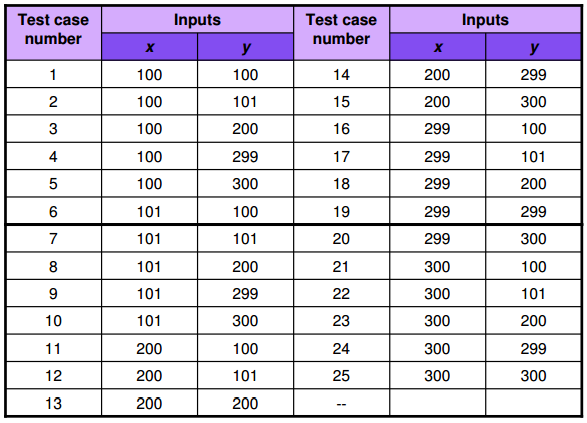 Test case number Inputs Test case number Inputs
x y x y
1 100 100 14 200 299
2 100 101 15 200 300
3 100 200 16 299 100
4 100 299 17 299 101
5 100 300 18 299 200
6 101 100 19 299 299
7 101 101 20 299 300
8 101 200 21 300 100
9 101 299 22 300 101
10 101 300 23 300 200
11 200 100 24 300 299
12 200 101 25 300 300
13 200 200 --